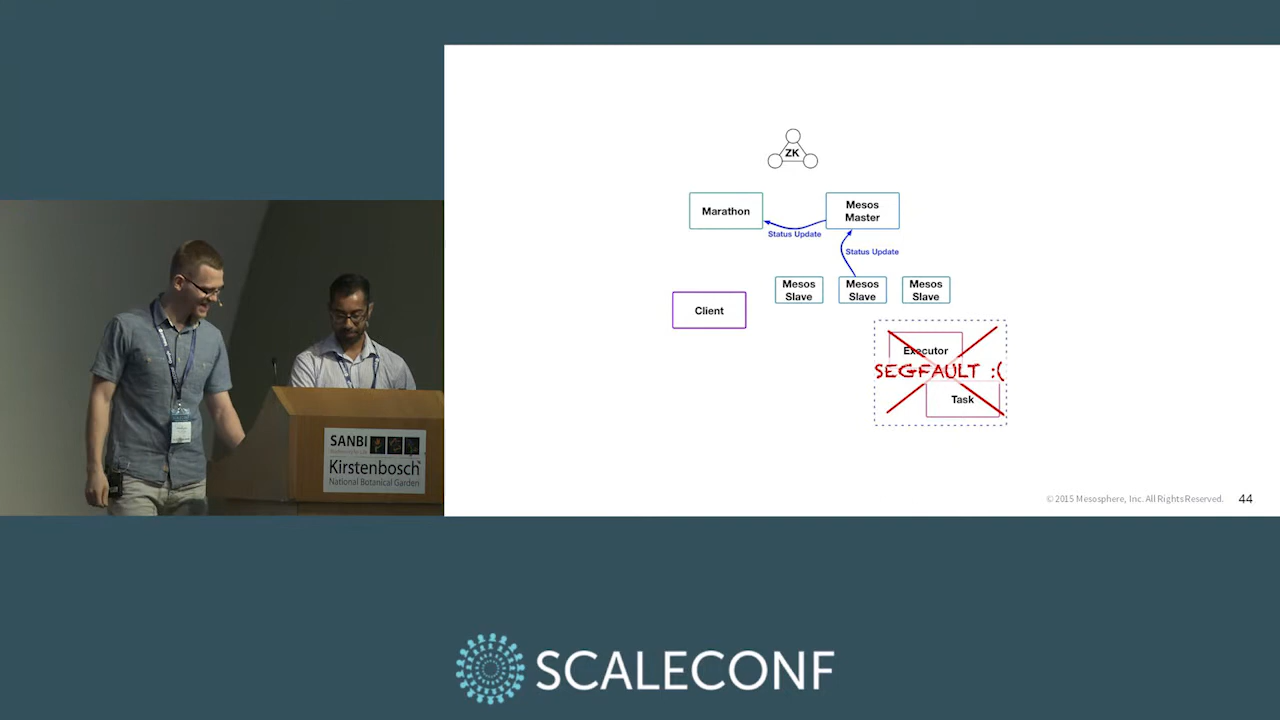 ZK
Marathon
Mesos
Master
Status Update
Status Update
Mesos
Slave
Mesos
Slave
Mesos
Slave
Client
Executor
SEGFAULT :(
Task
© 2015 Mesosphere, Inc. All Rights Reserved.
44
SANBI
Kirstenbosch
National Botanical Garden
SCALECONF